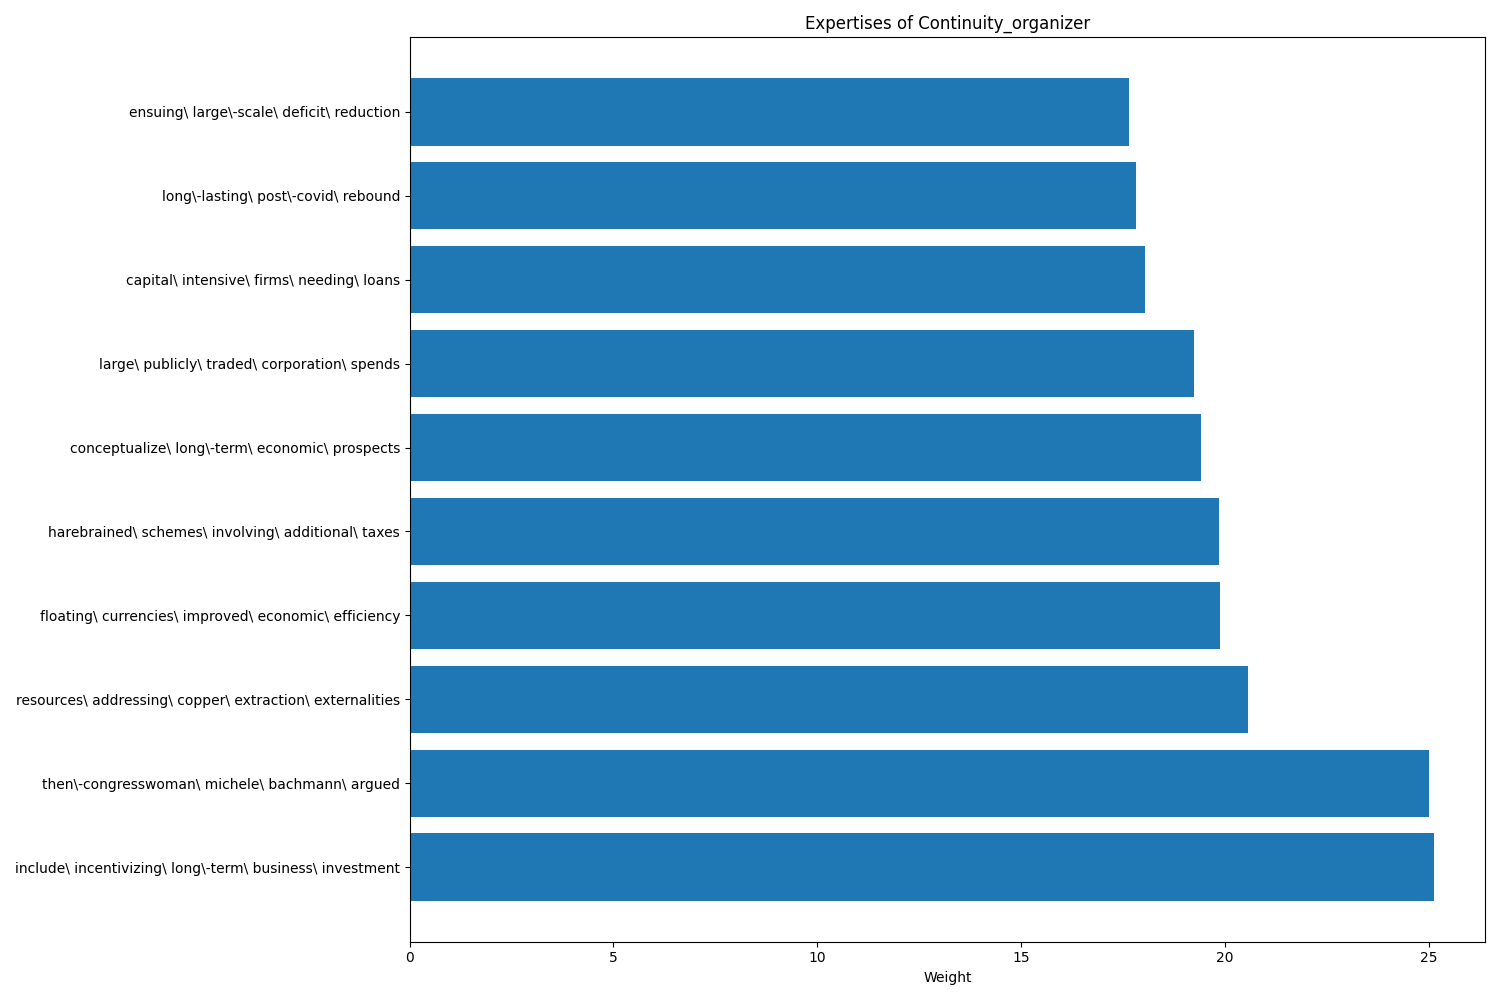 Expertises of Continuity_organizer
ensuing\ large\-scale\ deficit\ reduction
long\-lasting\ post\-covid\ rebound
capital\ intensive\ firms\ needing\ loans
large\ publicly\ traded\ corporation\ spends
conceptualize\ long\-term\ economic\ prospects
harebrained\ schemes\ involving\ additional\ taxes
floating\ currencies\ improved\ economic\ efficiency
resources\ addressing\ copper\ extraction\ externalities
then\-congresswoman\ michele\ bachmann\ argued
include\ incentivizing\ long\-term\ business\ investment
0 5 10 15 20 25
Weight